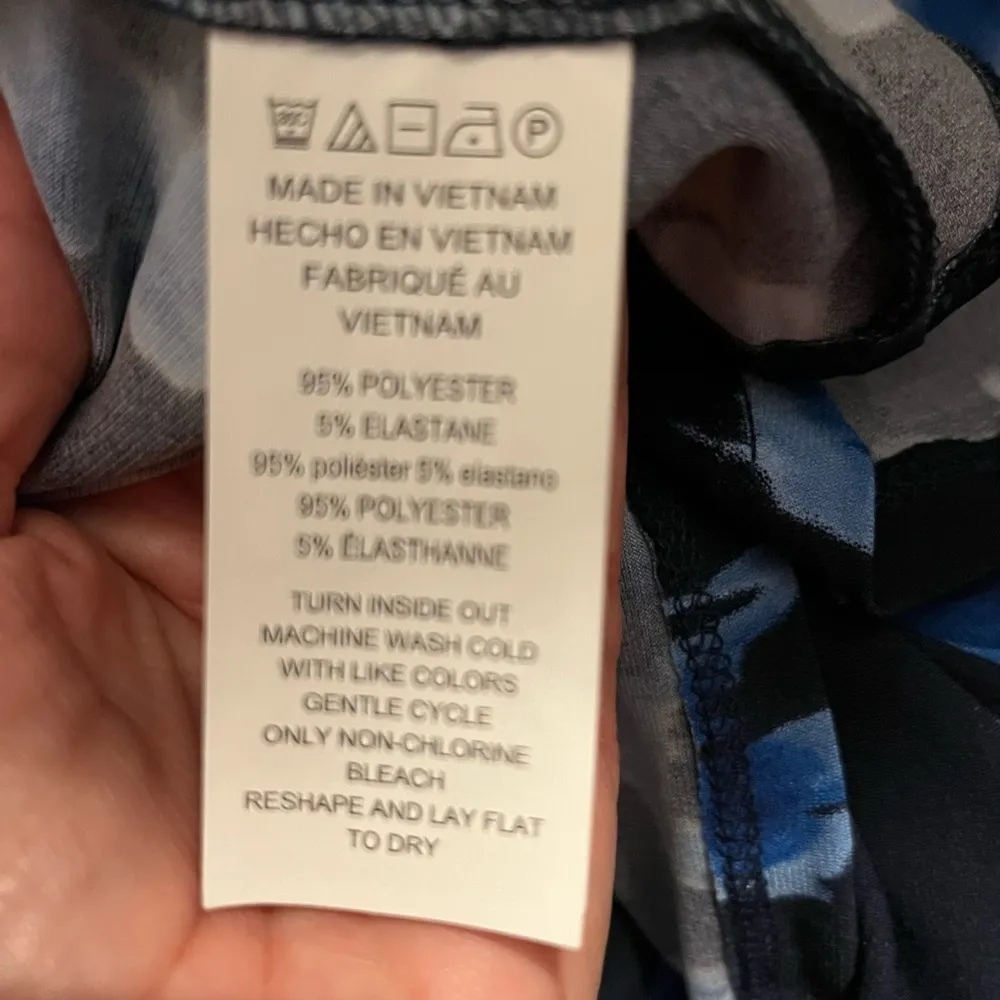 30C
P
MADE IN VIETNAM
HECHO EN VIETNAM
FABRIQUÉ AU
VIETNAM
95% POLYESTER
5% ELASTANE
95% poliéster 5% elastano
95% POLYESTER
5% ÉLASTHANNE
TURN INSIDE OUT
MACHINE WASH COLD
WITH LIKE COLORS
GENTLE CYCLE
ONLY NON-CHLORINE
BLEACH
RESHAPE AND LAY FLAT
TO DRY